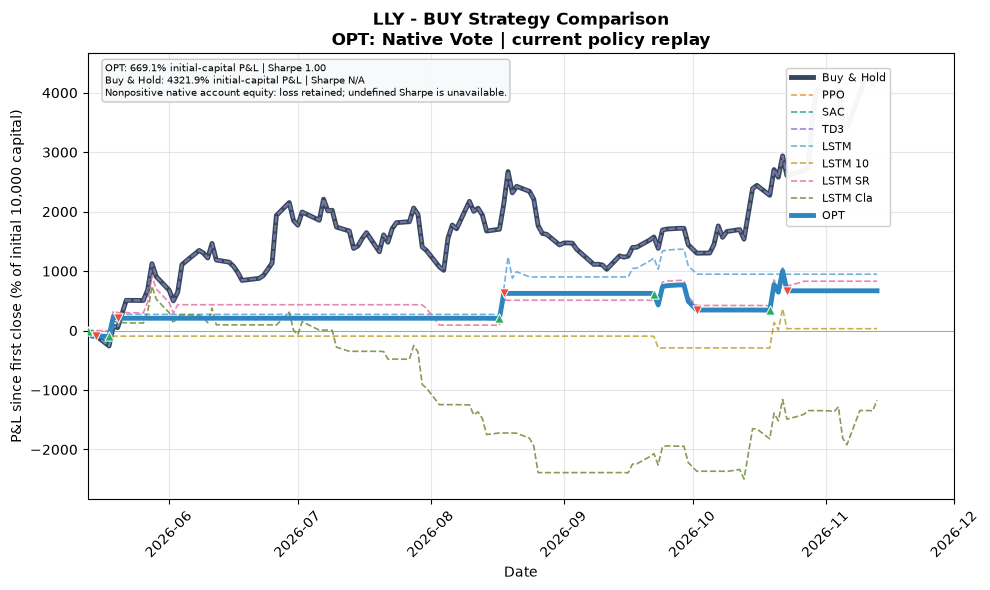 LLY - BUY Strategy Comparison
OPT: Native Vote | current policy replay
OPT: 669.1% initial-capital P&L | Sharpe 1.00
Buy & Hold: 4321.9% initial-capital P&L | Sharpe N/A
Nonpositive native account equity: loss retained; undefined Sharpe is unavailable.
Buy & Hold
PPO
SAC
TD3
LSTM
LSTM 10
LSTM SR
LSTM Cla
OPT
P&L since first close (% of initial 10,000 capital)
4000
3000
2000
1000
0
−1000
−2000
2026-06
2026-07
2026-08
2026-09
2026-10
2026-11
2026-12
Date